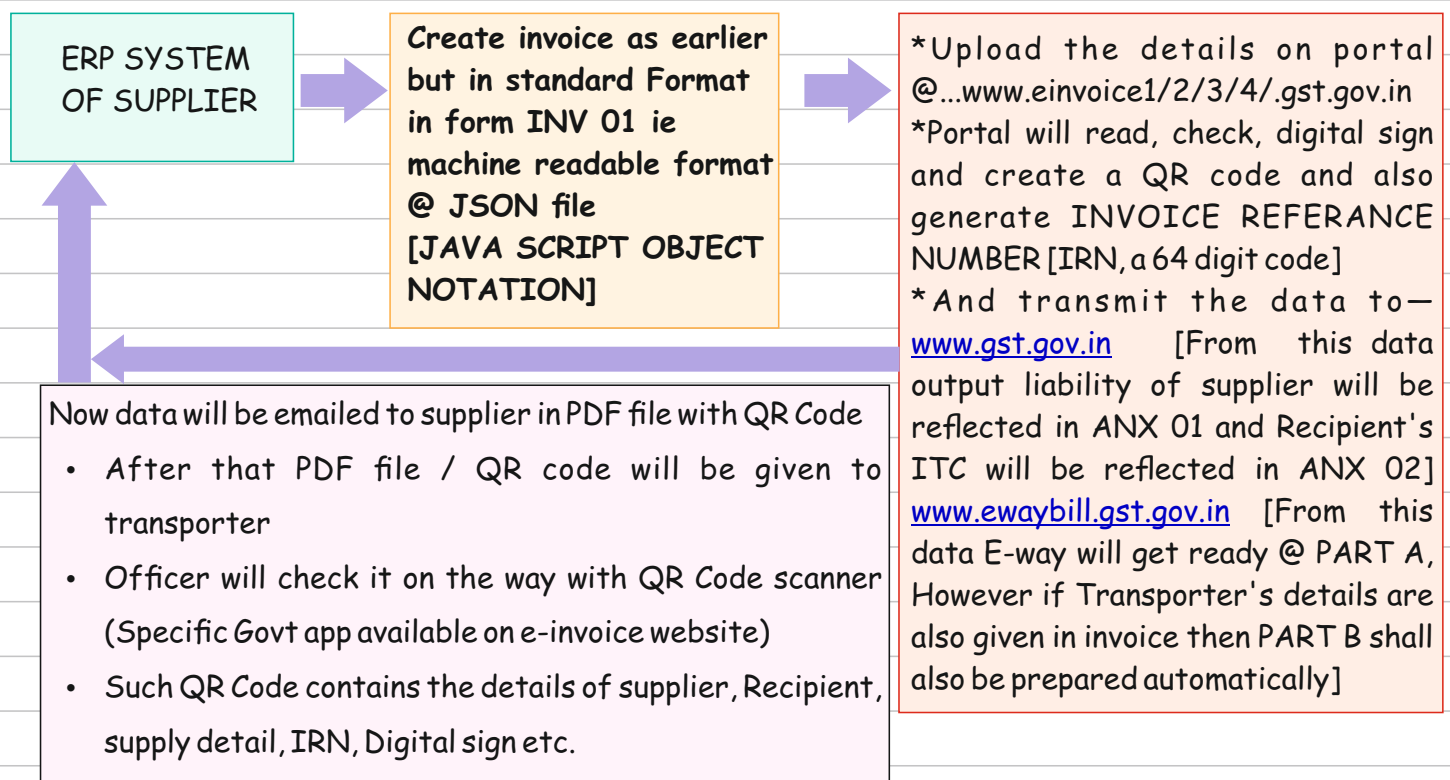 ERP SYSTEM
OF SUPPLIER
Create invoice as earlier
but in standard Format
in form INV 01 ie
machine readable format
@ JSON file
[JAVA SCRIPT OBJECT
NOTATION]
*Upload the details on portal
@...www.einvoice1/2/3/4/.gst.gov.in
*Portal will read, check, digital sign
and create a QR code and also
generate INVOICE REFERANCE
NUMBER [IRN, a 64 digit code]
*And transmit the data to—
www.gst.gov.in [From this data
output liability of supplier will be
reflected in ANX 01 and Recipient's
ITC will be reflected in ANX 02]
www.ewaybill.gst.gov.in [From this
data E-way will get ready @ PART A,
However if Transporter's details are
also given in invoice then PART B shall
also be prepared automatically]
Now data will be emailed to supplier in PDF file with QR Code
• After that PDF file / QR code will be given to
transporter
• Officer will check it on the way with QR Code scanner
(Specific Govt app available on e-invoice website)
• Such QR Code contains the details of supplier, Recipient,
supply detail, IRN, Digital sign etc.